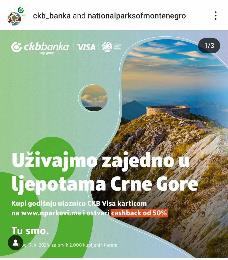 ckb_banka and nationalparksofmontenegro
1/3
ckbbanka
VISA
Uživajmo zajedno u
ljepotama Crne Gore
Kupi godišnju ulaznicu CKB Visa karticom
na www.nparkovi.me i ostvari cashback od 50%
Tu smo.